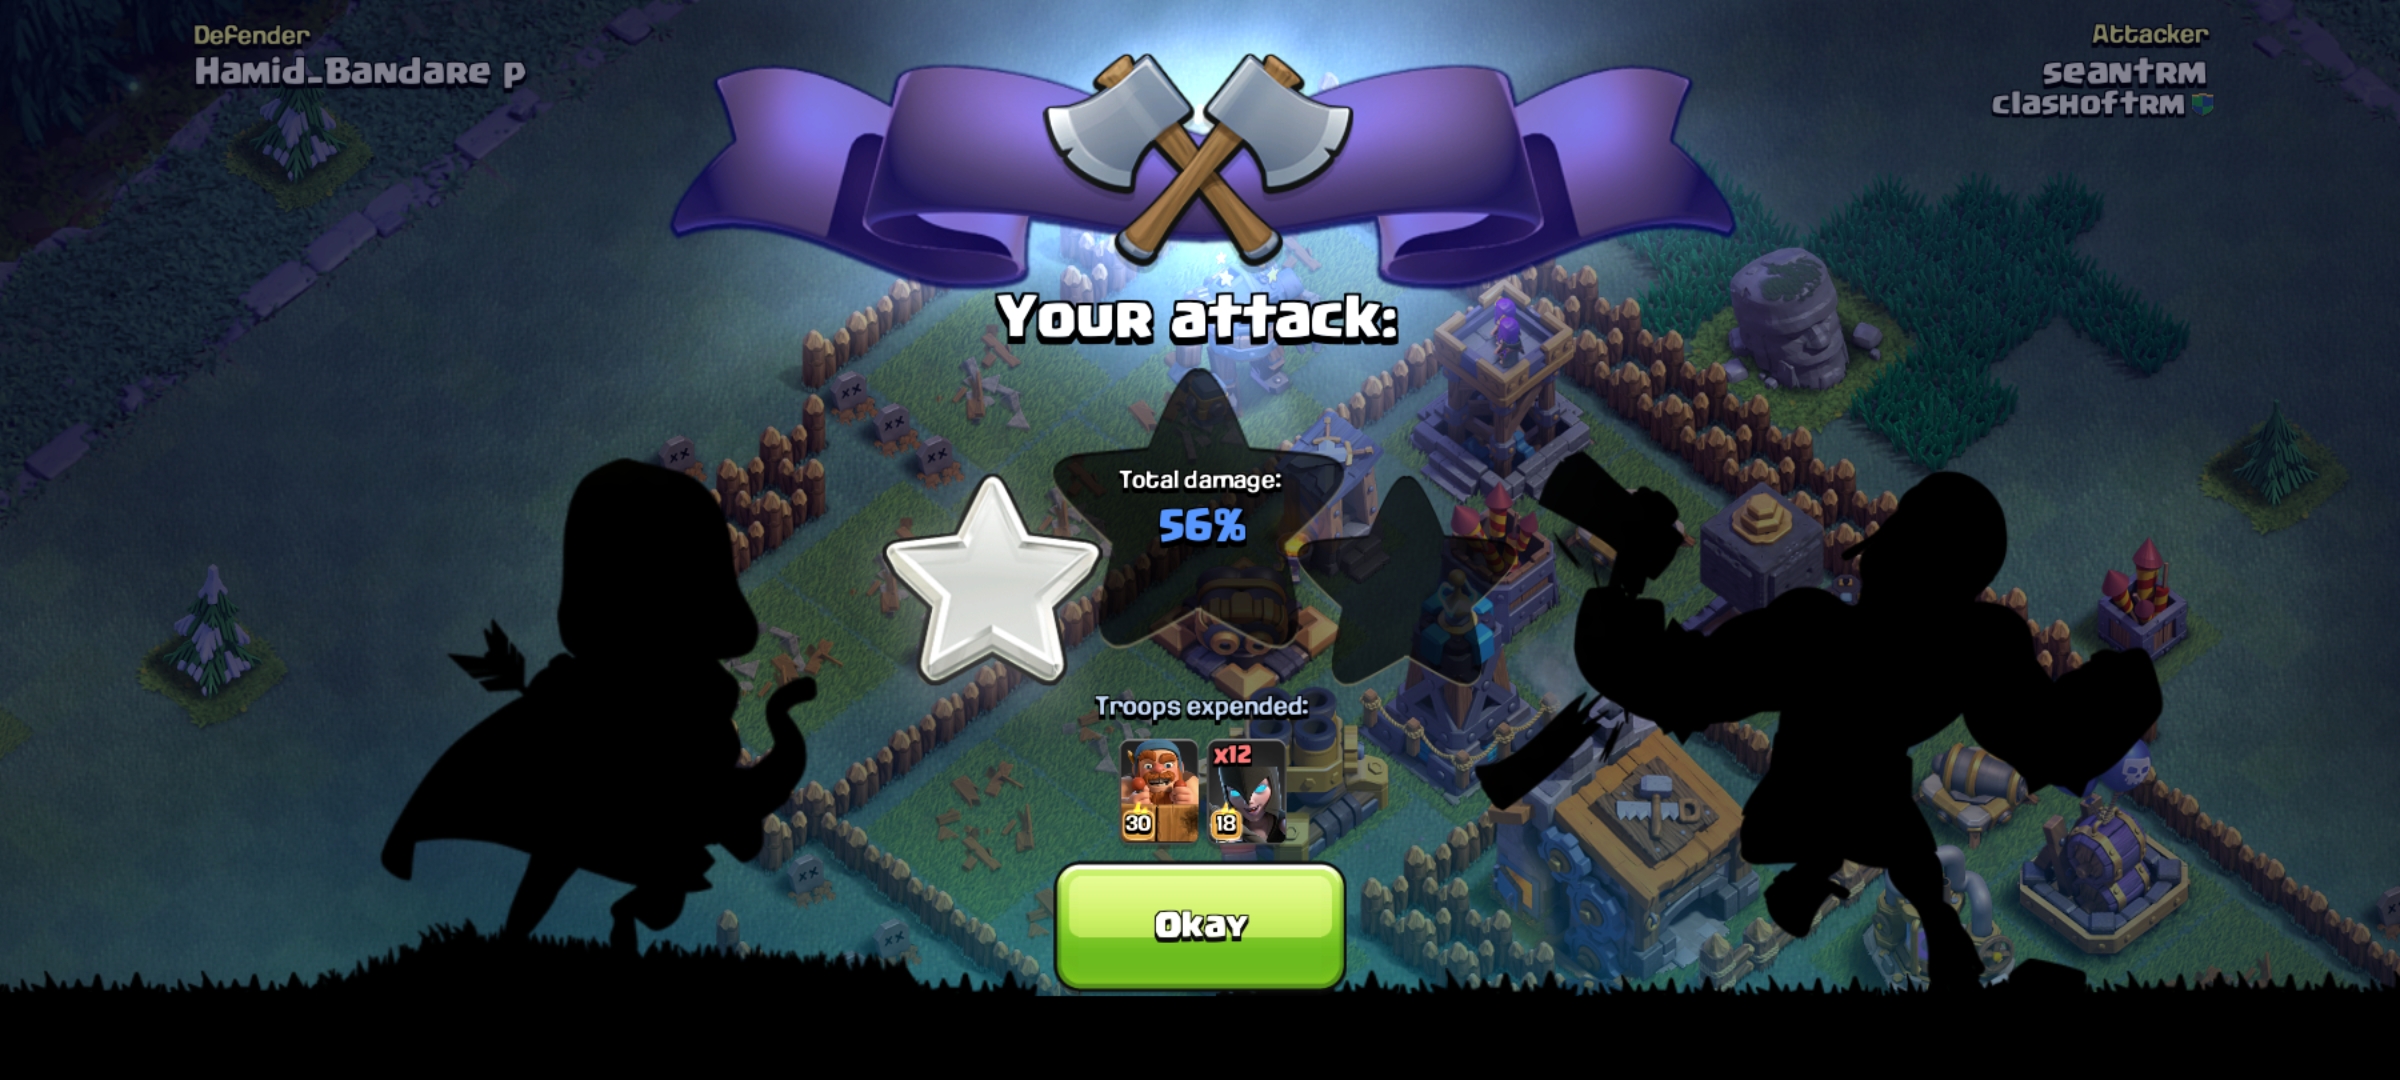 Defender
Hamid_Bandare p
Attacker
seantRM
clashoftRM
Your attack:
Total damage:
56%
Troops expended:
x12
30
18
Okay